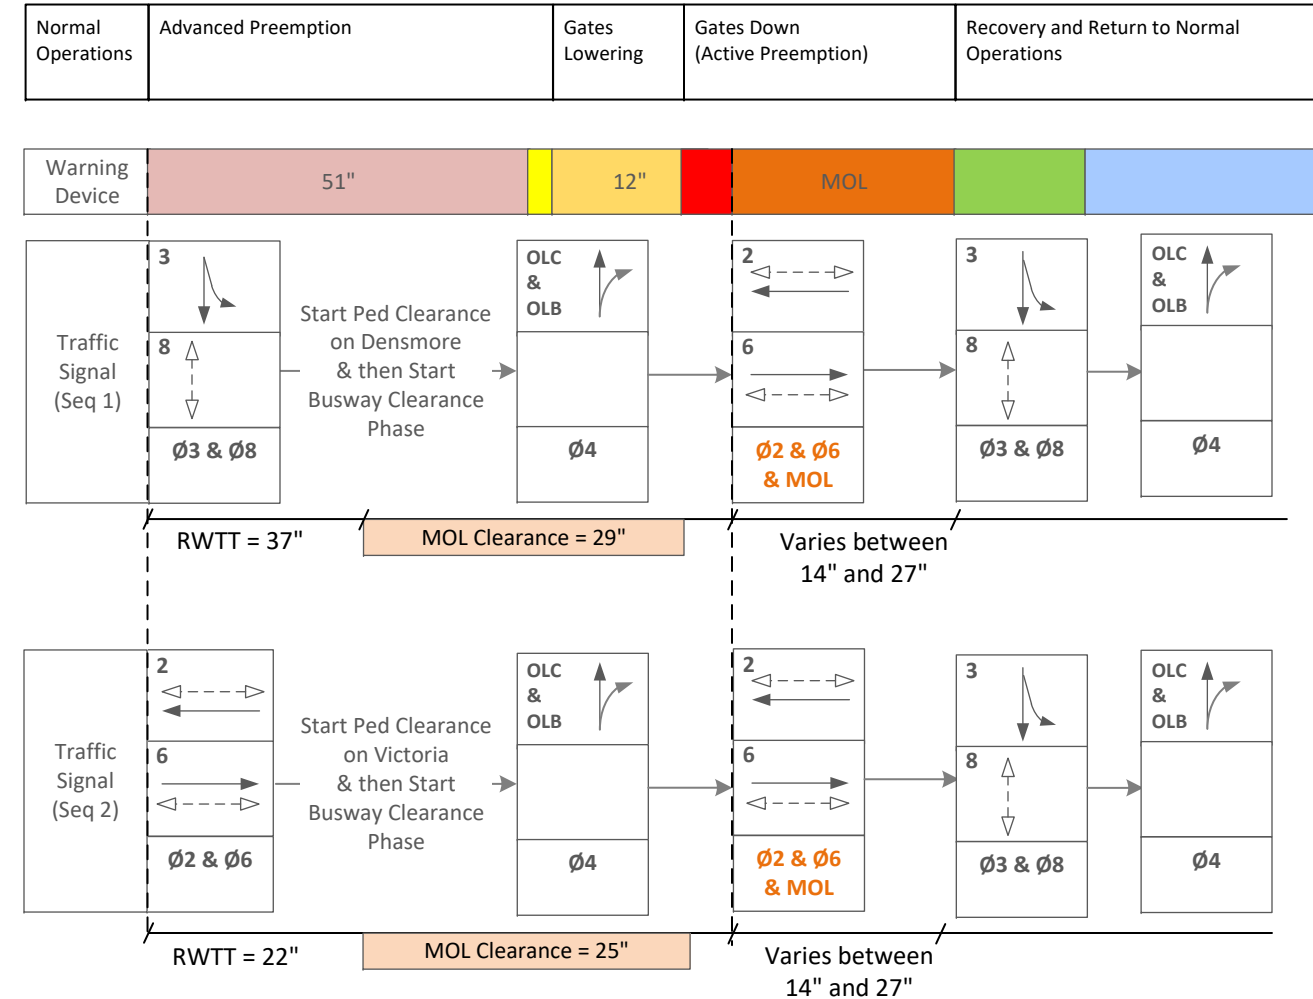 Normal
Operations
Advanced Preemption
Gates
Lowering
Gates Down
(Active Preemption)
Recovery and Return to Normal
Operations
Warning
Device
51"
12"
MOL
Traffic
Signal
(Seq 1)
3
8
Ø3 & Ø8
Start Ped Clearance
on Densmore
& then Start
Busway Clearance
Phase
OLC
&
OLB
Ø4
2
6
Ø2 & Ø6
& MOL
3
8
Ø3 & Ø8
OLC
&
OLB
Ø4
RWTT = 37"
MOL Clearance = 29"
Varies between
14" and 27"
Traffic
Signal
(Seq 2)
2
6
Ø2 & Ø6
Start Ped Clearance
on Victoria
& then Start
Busway Clearance
Phase
OLC
&
OLB
Ø4
2
6
Ø2 & Ø6
& MOL
3
8
Ø3 & Ø8
OLC
&
OLB
Ø4
RWTT = 22"
MOL Clearance = 25"
Varies between
14" and 27"